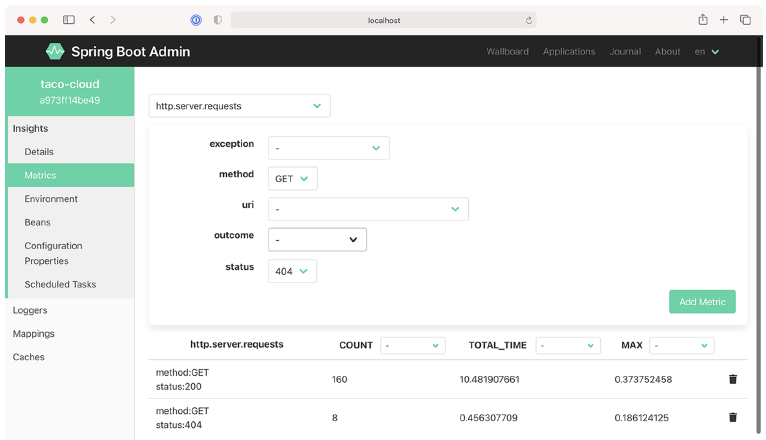 localhost
Spring Boot Admin
Wallboard Applications Journal About en
taco-cloud
a973ff14be49
Insights
Details
Metrics
Environment
Beans
Configuration
Properties
Scheduled Tasks
Loggers
Mappings
Caches
http.server.requests
exception -
method GET
uri -
outcome -
status 404
Add Metric
http.server.requests COUNT - TOTAL_TIME - MAX -
method:GET
status:200
160 10.481907661 0.373752458
method:GET
status:404
8 0.456307709 0.186124125